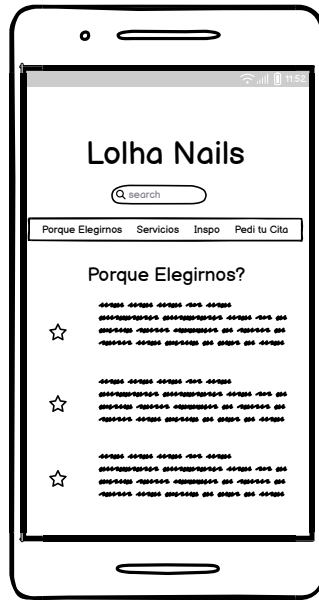 11:52
Lolha Nails
search
Porque Elegirnos Servicios Inspo Pedi tu Cita
Porque Elegirnos?